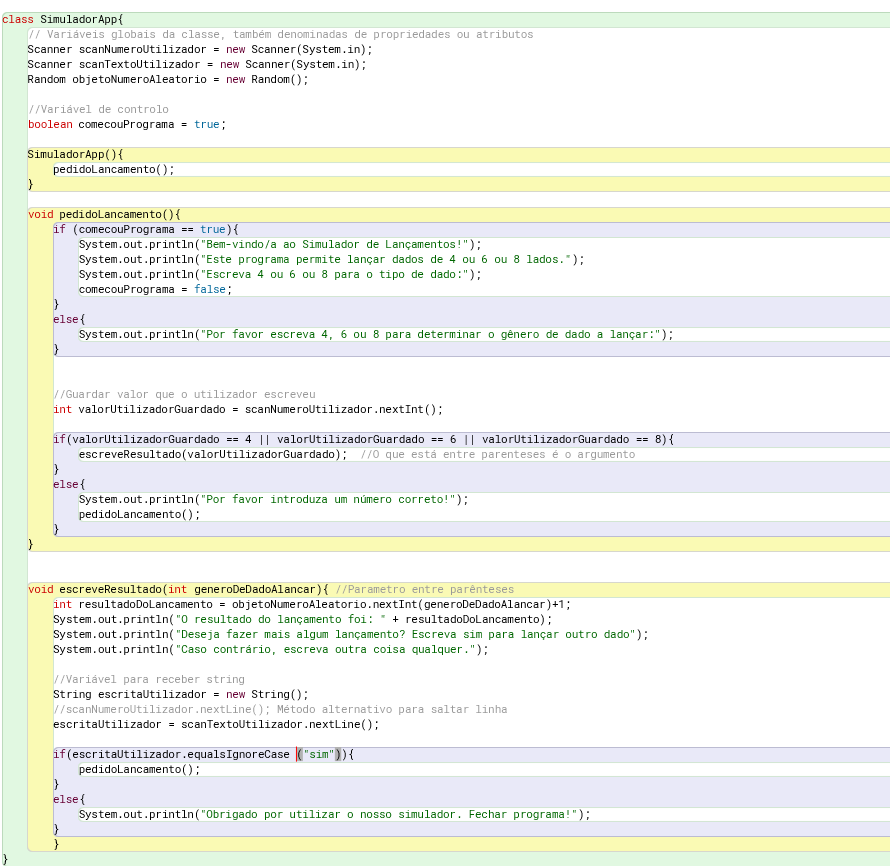 class SimuladorApp{
// Variáveis globais da classe, também denominadas de propriedades ou atributos
Scanner scanNumeroUtilizador = new Scanner(System.in);
Scanner scanTextoUtilizador = new Scanner(System.in);
Random objetoNumeroAleatorio = new Random();
//Variável de controlo
boolean comecouPrograma = true;
SimuladorApp(){
pedidoLancamento();
}
void pedidoLancamento(){
if (comecouPrograma == true){
System.out.println("Bem-vindo/a ao Simulador de Lançamentos!");
System.out.println("Este programa permite lançar dados de 4 ou 6 ou 8 lados.");
System.out.println("Escreva 4 ou 6 ou 8 para o tipo de dado:");
comecouPrograma = false;
}
else{
System.out.println("Por favor escreva 4, 6 ou 8 para determinar o gênero de dado a lançar:");
}
//Guardar valor que o utilizador escreveu
int valorUtilizadorGuardado = scanNumeroUtilizador.nextInt();
if(valorUtilizadorGuardado == 4 || valorUtilizadorGuardado == 6 || valorUtilizadorGuardado == 8){
escreveResultado(valorUtilizadorGuardado);  //O que está entre parenteses é o argumento
}
else{
System.out.println("Por favor introduza um número correto!");
pedidoLancamento();
}
}
void escreveResultado(int generoDeDadoAlancar){ //Parametro entre parênteses
int resultadoDoLancamento = objetoNumeroAleatorio.nextInt(generoDeDadoAlancar)+1;
System.out.println("O resultado do lançamento foi: " + resultadoDoLancamento);
System.out.println("Deseja fazer mais algum lançamento? Escreva sim para lançar outro dado");
System.out.println("Caso contrário, escreva outra coisa qualquer.");
//Variável para receber string
String escritaUtilizador = new String();
//scanNumeroUtilizador.nextLine(); Método alternativo para saltar linha
escritaUtilizador = scanTextoUtilizador.nextLine();
if(escritaUtilizador.equalsIgnoreCase ("sim")){
pedidoLancamento();
}
else{
System.out.println("Obrigado por utilizar o nosso simulador. Fechar programa!");
}
}
}